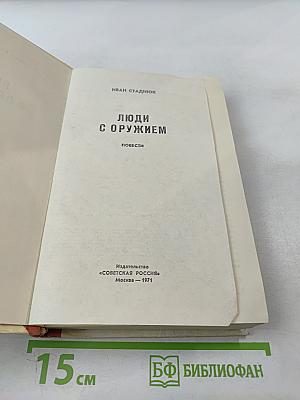 ИВАН СТАДНЮК
ЛЮДИ
С ОРУЖИЕМ
ПОВЕСТИ
Издательство
«СОВЕТСКАЯ РОССИЯ»
Москва — 1971
15 см
БФ БИБЛИОФАН